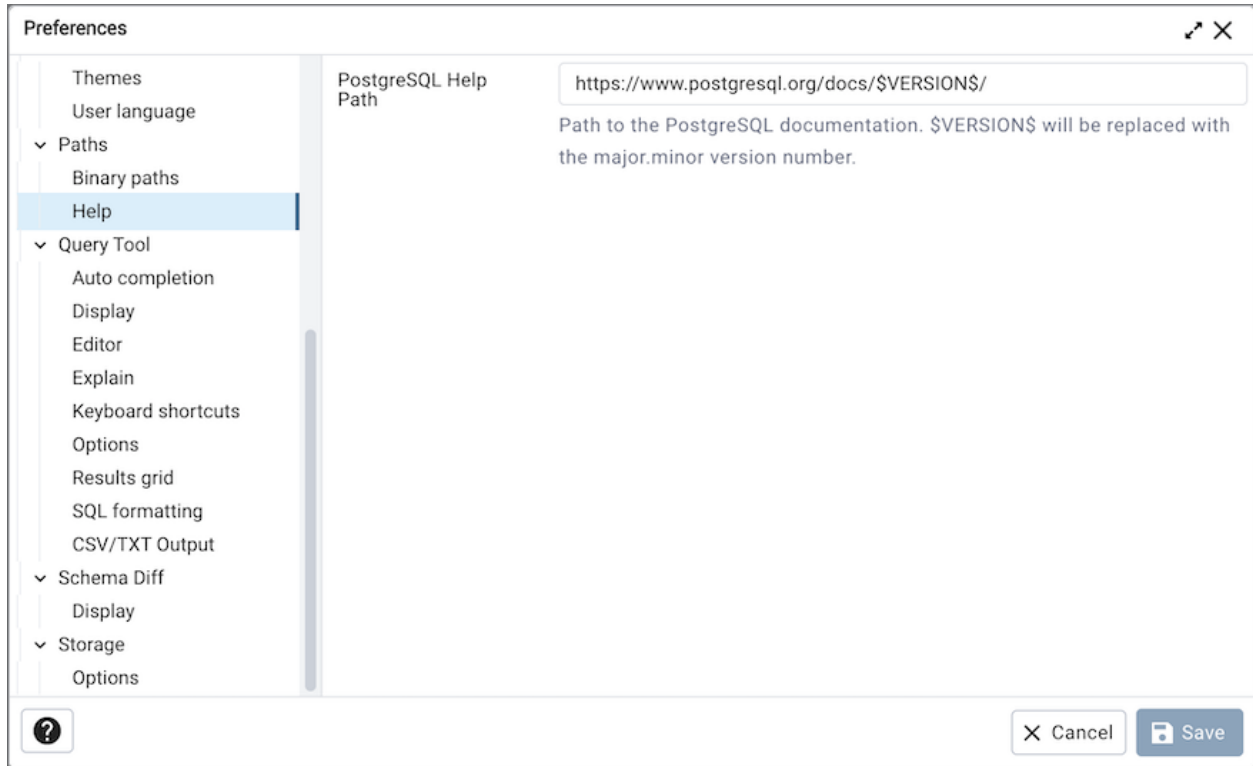 Preferences
Themes
User language
Paths
Binary paths
Help
Query Tool
Auto completion
Display
Editor
Explain
Keyboard shortcuts
Options
Results grid
SQL formatting
CSV/TXT Output
Schema Diff
Display
Storage
Options
PostgreSQL Help
Path
https://www.postgresql.org/docs/$VERSION$/
Path to the PostgreSQL documentation. $VERSION$ will be replaced with
the major.minor version number.
?
Cancel
Save